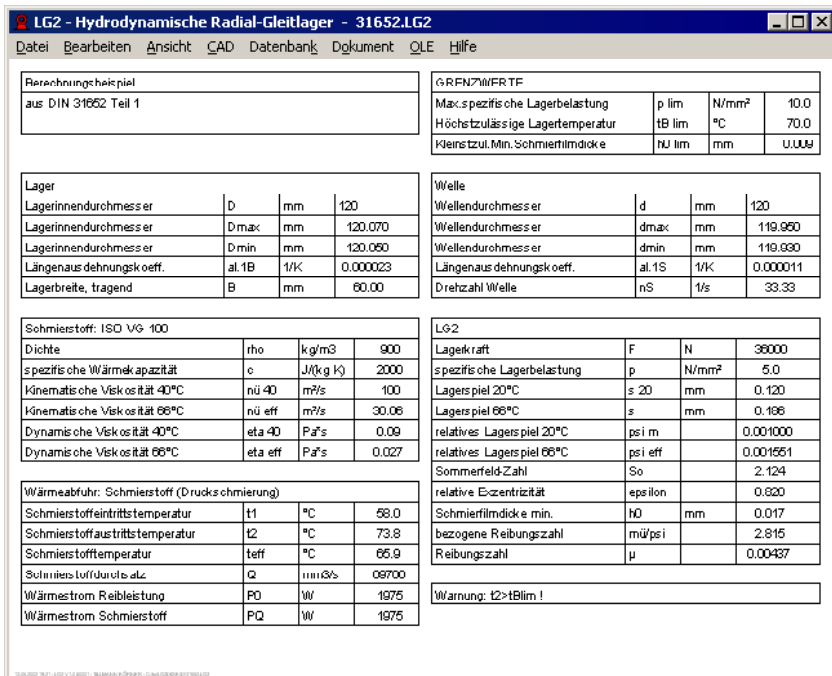 LG2 - Hydrodynamische Radial-Gleitlager - 31652.LG2
Datei Bearbeiten Ansicht CAD Datenbank Dokument OLE Hilfe
Berechnungsbeispiel
aus DIN 31652 Teil 1
GRENZWERTE
Max.spezifische Lagerbelastung p lim N/mm² 10.0
Höchstzulässige Lagertemperatur tB lim °C 70.0
Kleinstzul.Min.Schmierfilmdicke h0 lim mm 0.009
Lager
Lagerinnendurchmesser D mm 120
Lagerinnendurchmesser Dmax mm 120.070
Lagerinnendurchmesser Dmin mm 120.050
Längenausdehnungskoeff. al.1B 1/K 0.000023
Lagerbreite, tragend B mm 60.00
Welle
Wellendurchmesser d mm 120
Wellendurchmesser dmax mm 119.950
Wellendurchmesser dmin mm 119.930
Längenausdehnungskoeff. al.1S 1/K 0.000011
Drehzahl Welle nS 1/s 33.33
Schmierstoff: ISO VG 100
Dichte rho kg/m3 900
spezifische Wärmekapazität c J/(kg K) 2000
Kinematische Viskosität 40°C nü 40 m²/s 100
Kinematische Viskosität 66°C nü eff m²/s 30.06
Dynamische Viskosität 40°C eta 40 Pa*s 0.09
Dynamische Viskosität 66°C eta eff Pa*s 0.027
LG2
Lagerkraft F N 36000
spezifische Lagerbelastung p N/mm² 5.0
Lagerspiel 20°C s 20 mm 0.120
Lagerspiel 66°C s mm 0.186
relatives Lagerspiel 20°C psi m 0.001000
relatives Lagerspiel 66°C psi eff 0.001551
Sommerfeld-Zahl So 2.124
relative Exzentrizität epsilon 0.820
Schmierfilmdicke min. h0 mm 0.017
bezogene Reibungszahl mü/psi 2.815
Reibungszahl µ 0.00437
Wärmeabfuhr: Schmierstoff (Druckschmierung)
Schmierstoffeintrittstemperatur t1 °C 58.0
Schmierstoffaustrittstemperatur t2 °C 73.8
Schmierstofftemperatur teff °C 65.9
Schmierstoffdurchsatz Q mm3/s 69700
Wärmestrom Reibleistung P0 W 1975
Wärmestrom Schmierstoff PQ W 1975
Warnung: t2>tBlim !